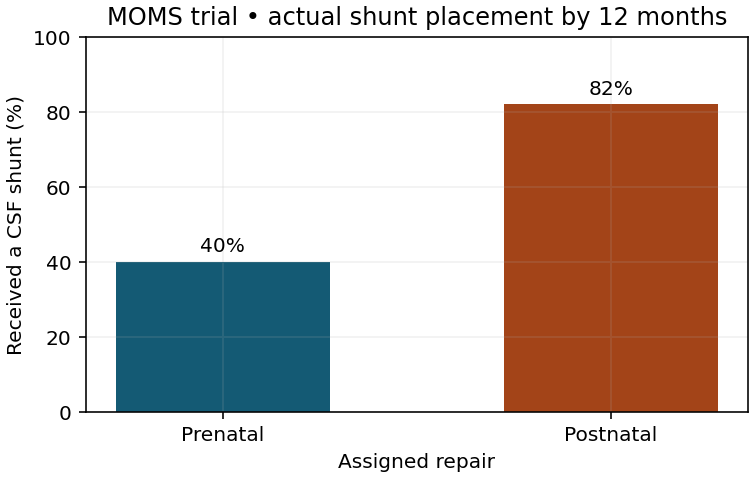 MOMS trial • actual shunt placement by 12 months
Received a CSF shunt (%)
100
80
60
40
20
0
40%
82%
Prenatal
Postnatal
Assigned repair